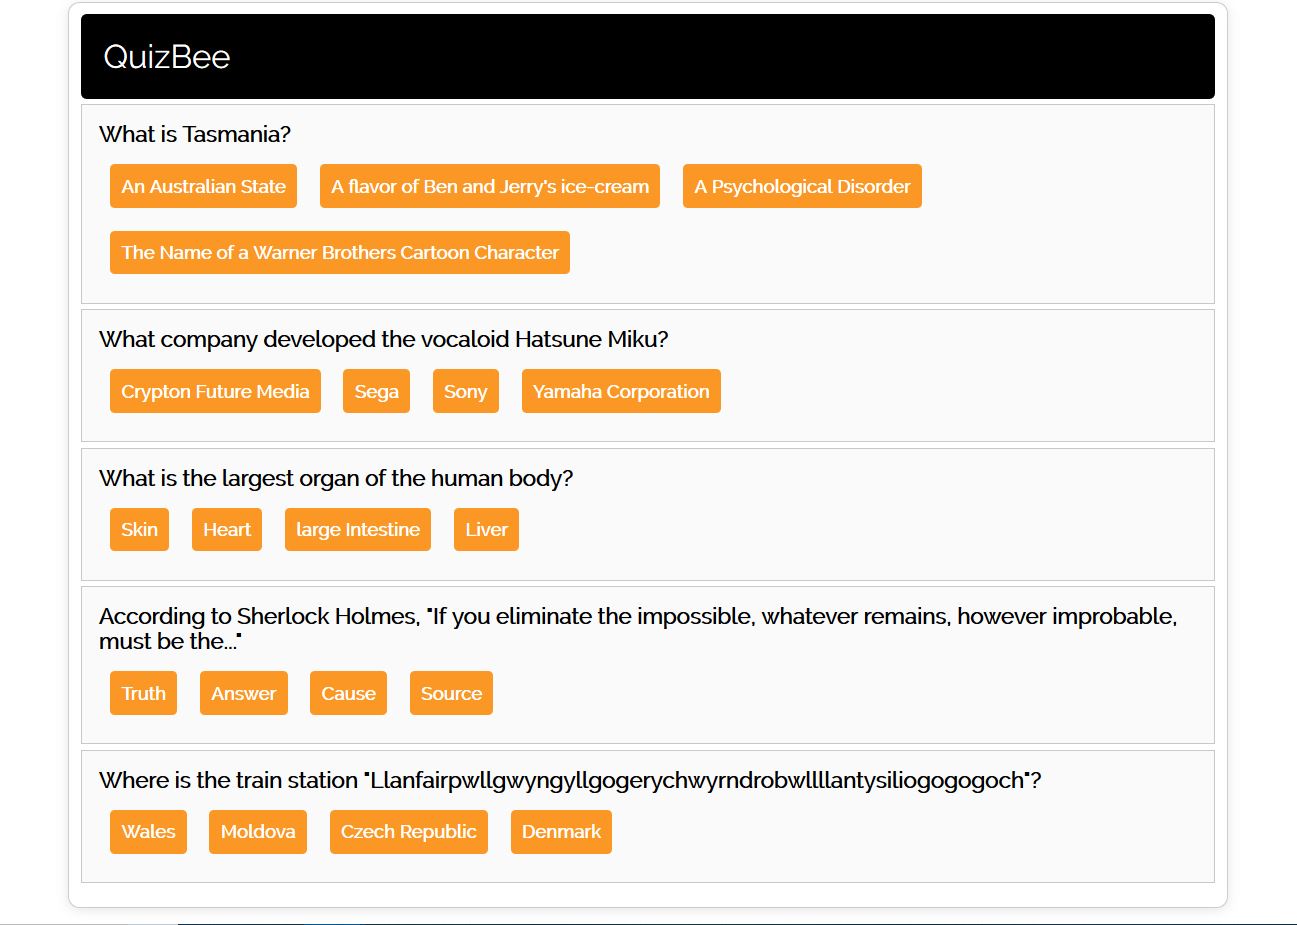 QuizBee
What is Tasmania?
An Australian State
A flavor of Ben and Jerry's ice-cream
A Psychological Disorder
The Name of a Warner Brothers Cartoon Character
What company developed the vocaloid Hatsune Miku?
Crypton Future Media
Sega
Sony
Yamaha Corporation
What is the largest organ of the human body?
Skin
Heart
large Intestine
Liver
According to Sherlock Holmes, "If you eliminate the impossible, whatever remains, however improbable,
must be the..."
Truth
Answer
Cause
Source
Where is the train station "Llanfairpwllgwyngyllgogerychwyrndrobwllllantysiliogogogoch"?
Wales
Moldova
Czech Republic
Denmark